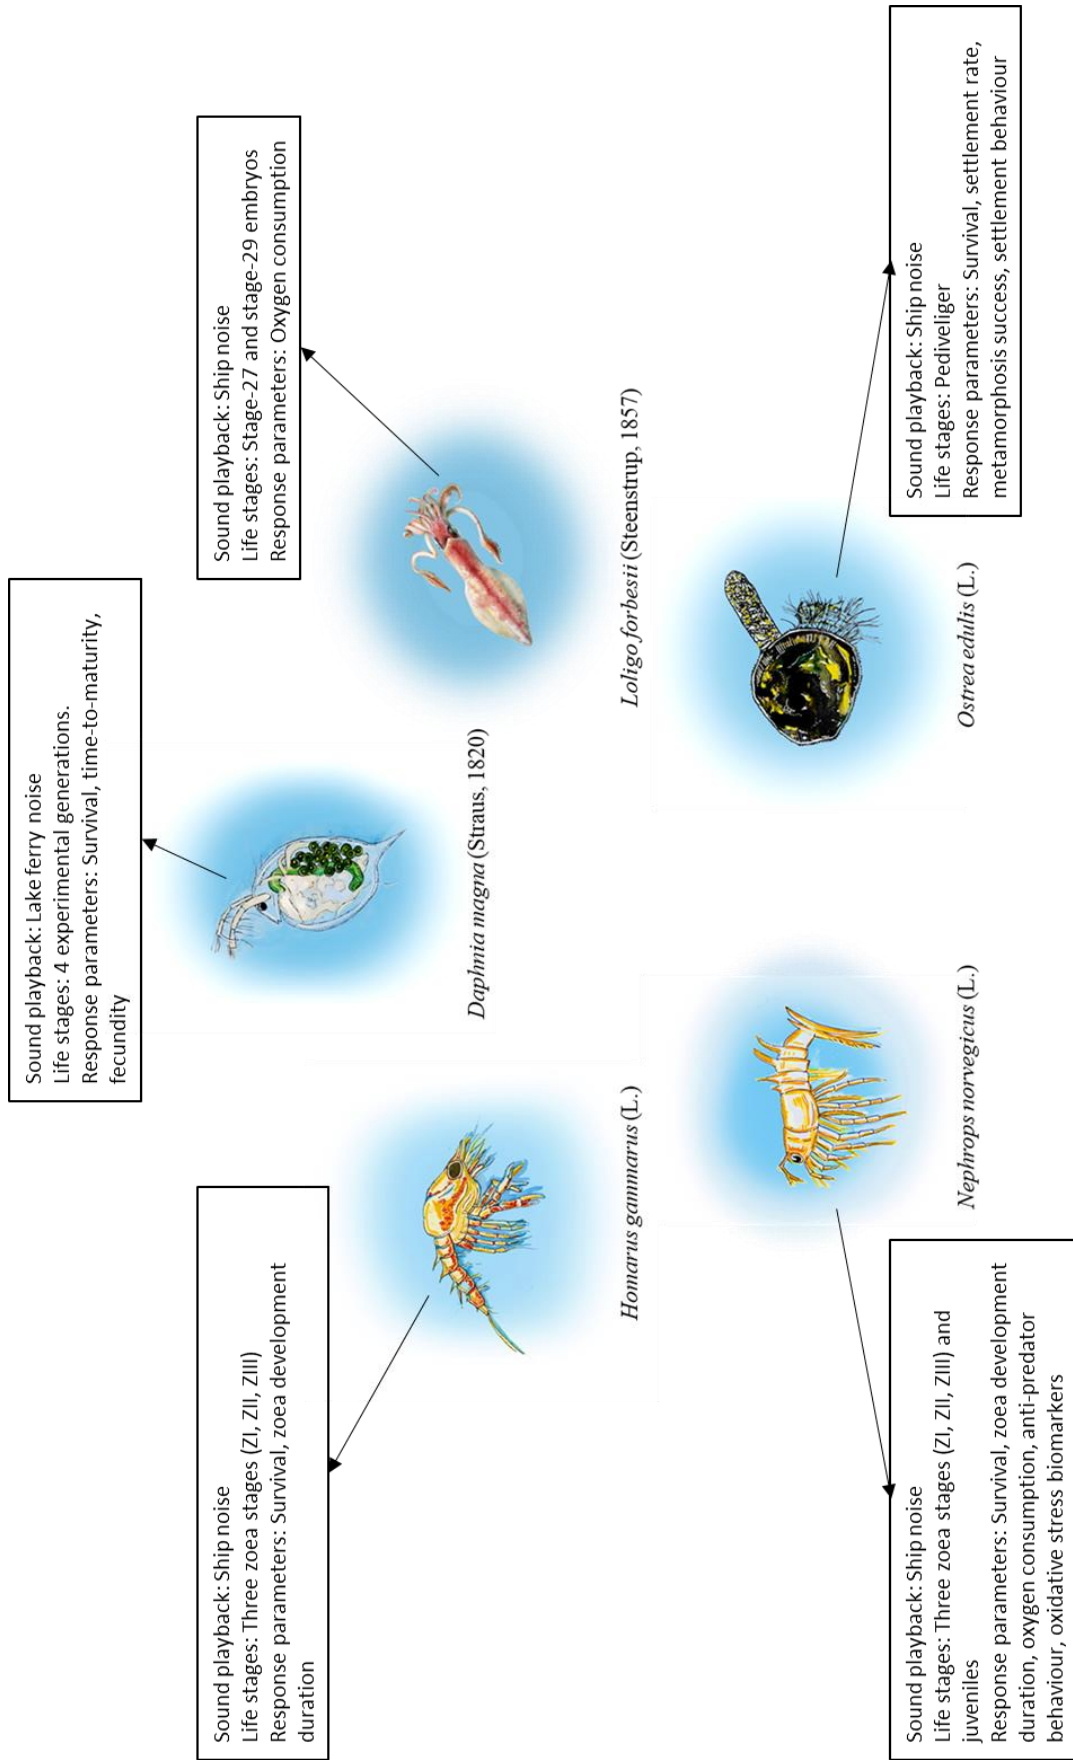 Sound playback: Lake ferry noise
Life stages: 4 experimental generations.
Response parameters: Survival, time-to-maturity,
fecundity
Sound playback: Ship noise
Life stages: Three zoea stages (ZI, ZII, ZIII)
Response parameters: Survival, zoea development
duration
Sound playback: Ship noise
Life stages: Stage-27 and stage-29 embryos
Response parameters: Oxygen consumption
Daphnia magna (Straus, 1820)
Homarus gammarus (L.)
Loligo forbesii (Steenstrup, 1857)
Nephrops norvegicus (L.)
Ostrea edulis (L.)
Sound playback: Ship noise
Life stages: Three zoea stages (ZI, ZII, ZIII) and
juveniles
Response parameters: Survival, zoea development
duration, oxygen consumption, anti-predator
behaviour, oxidative stress biomarkers
Sound playback: Ship noise
Life stages: Pediveliger
Response parameters: Survival, settlement rate,
metamorphosis success, settlement behaviour